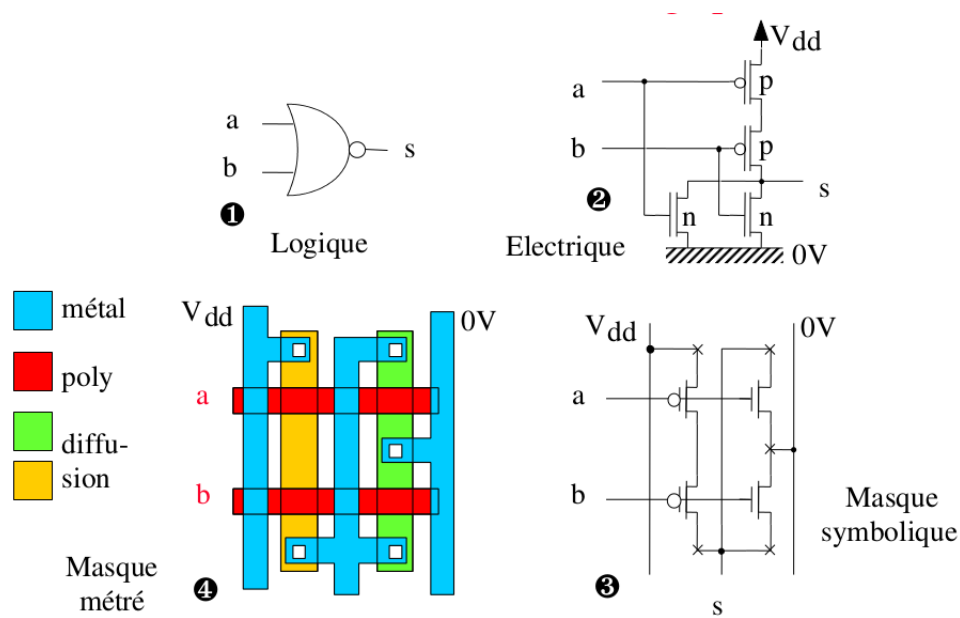 a
b
s
❶
Logique
Vdd
a
p
b
p
s
n
n
❷
Electrique
0V
métal
poly
diffu-
sion
Vdd
0V
a
b
Masque
métré
❹
Vdd
0V
a
b
Masque
symbolique
❸
s